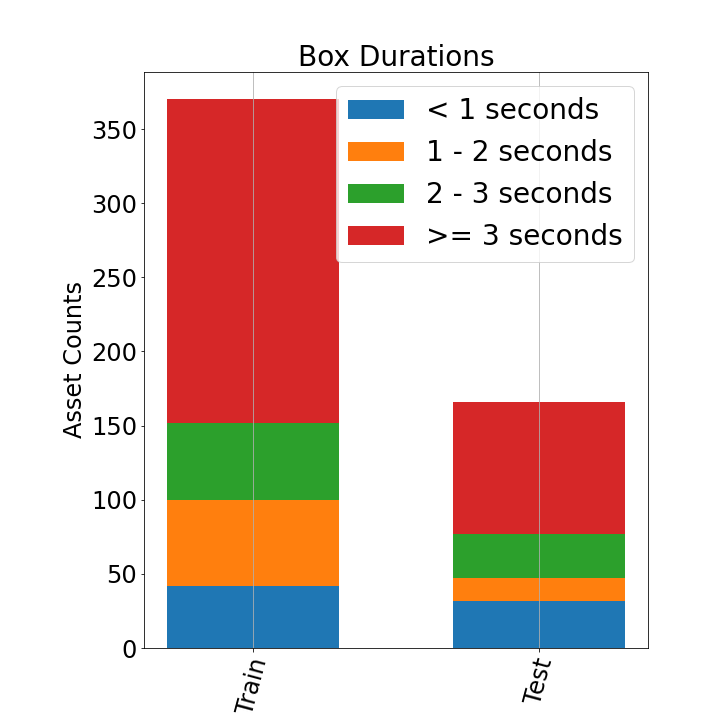 Box Durations
< 1 seconds
1 - 2 seconds
2 - 3 seconds
>= 3 seconds
Asset Counts
350
300
250
200
150
100
50
0
Train
Test